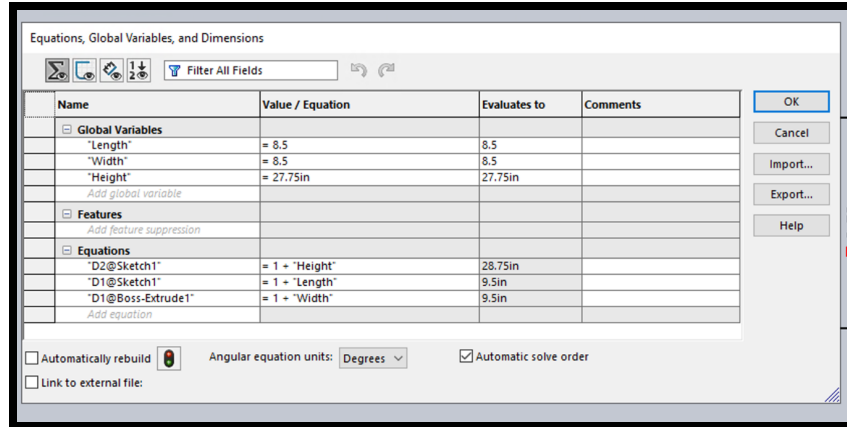 Equations, Global Variables, and Dimensions
Filter All Fields
Name Value / Equation Evaluates to Comments
Global Variables
"Length" = 8.5 8.5
"Width" = 8.5 8.5
"Height" = 27.75in 27.75in
Add global variable
Features
Add feature suppression
Equations
"D2@Sketch1" = 1 + "Height" 28.75in
"D1@Sketch1" = 1 + "Length" 9.5in
"D1@Boss-Extrude1" = 1 + "Width" 9.5in
Add equation
OK
Cancel
Import...
Export...
Help
Automatically rebuild Angular equation units: Degrees Automatic solve order
Link to external file: